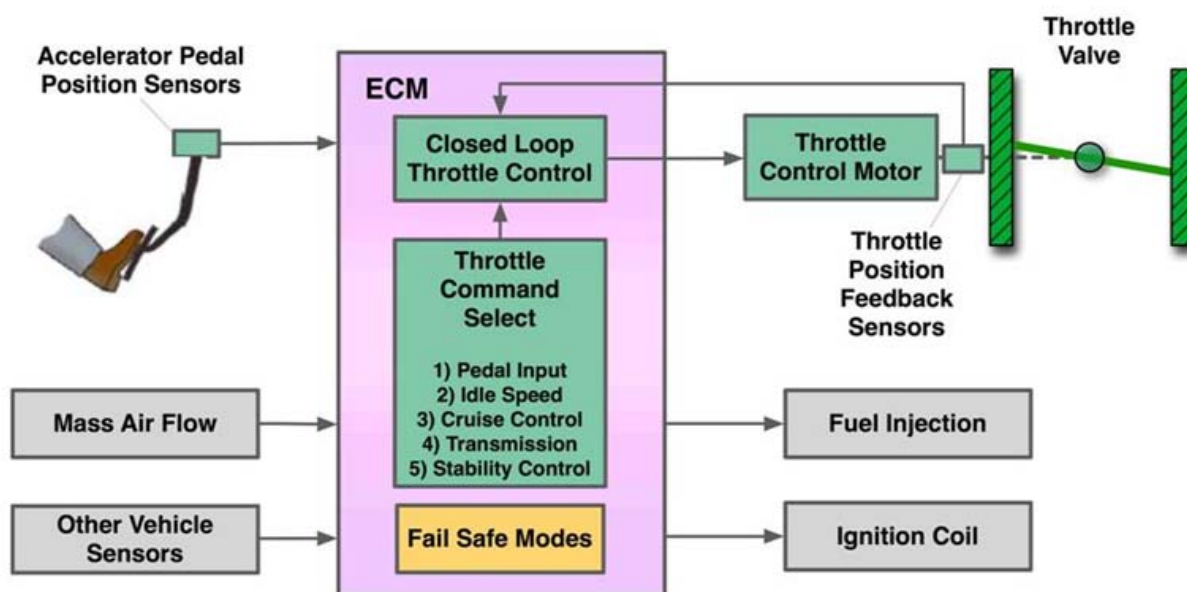 Accelerator Pedal
Position Sensors
ECM
Closed Loop
Throttle Control
Throttle
Control Motor
Throttle
Valve
Throttle
Position
Feedback
Sensors
Throttle
Command
Select
1) Pedal Input
2) Idle Speed
3) Cruise Control
4) Transmission
5) Stability Control
Mass Air Flow
Fuel Injection
Other Vehicle
Sensors
Fail Safe Modes
Ignition Coil